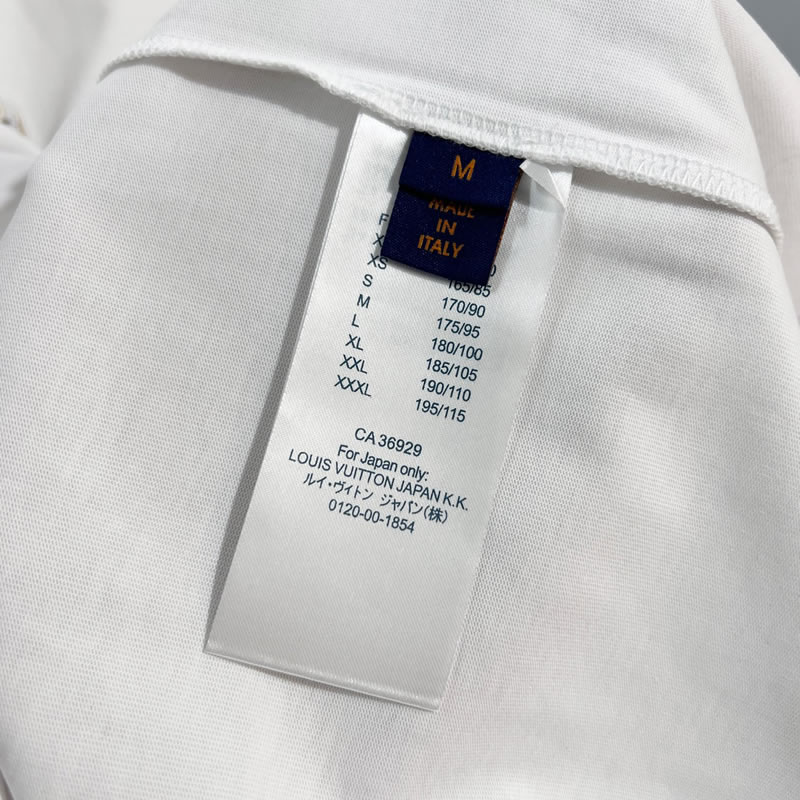 M
MADE
IN
ITALY
XS 165/85
S 170/90
M 175/95
L 180/100
XL 185/105
XXL 190/110
XXXL 195/115
CA 36929
For Japan only:
LOUIS VUITTON JAPAN K.K.
ルイ・ヴィトン ジャパン(株)
0120-00-1854